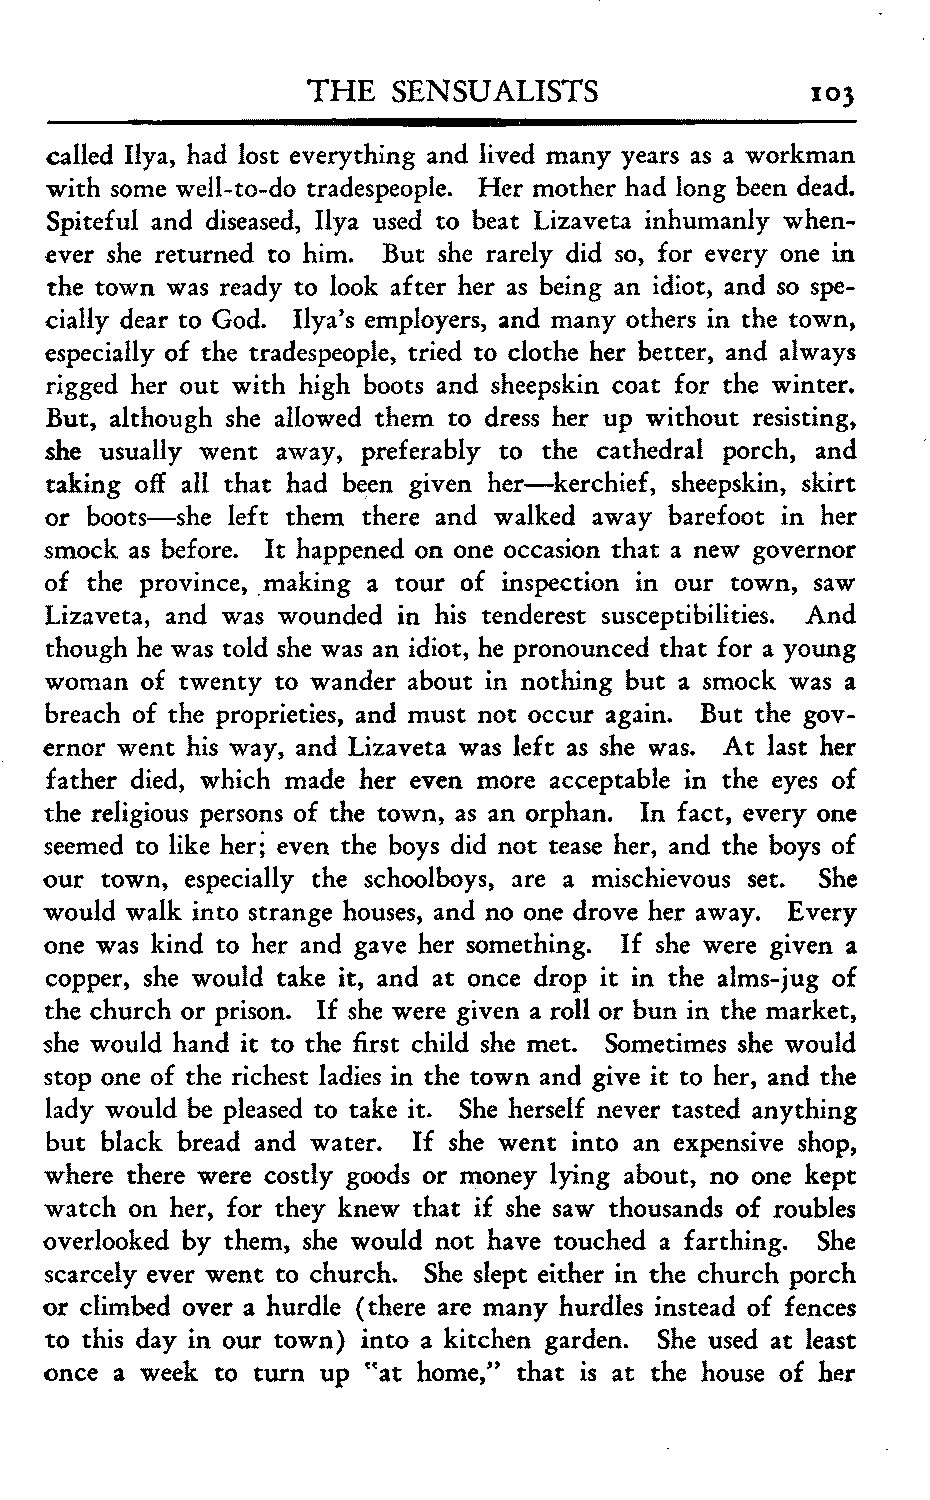 THE SENSUALISTS 103
called Ilya, had lost everything and lived many years as a workman
with some well-to-do tradespeople. Her mother had long been dead.
Spiteful and diseased, Ilya used to beat Lizaveta inhumanly when-
ever she returned to him. But she rarely did so, for every one in
the town was ready to look after her as being an idiot, and so spe-
cially dear to God. Ilya's employers, and many others in the town,
especially of the tradespeople, tried to clothe her better, and always
rigged her out with high boots and sheepskin coat for the winter.
But, although she allowed them to dress her up without resisting,
she usually went away, preferably to the cathedral porch, and
taking off all that had been given her—kerchief, sheepskin, skirt
or boots—she left them there and walked away barefoot in her
smock as before. It happened on one occasion that a new governor
of the province, making a tour of inspection in our town, saw
Lizaveta, and was wounded in his tenderest susceptibilities. And
though he was told she was an idiot, he pronounced that for a young
woman of twenty to wander about in nothing but a smock was a
breach of the proprieties, and must not occur again. But the gov-
ernor went his way, and Lizaveta was left as she was. At last her
father died, which made her even more acceptable in the eyes of
the religious persons of the town, as an orphan. In fact, every one
seemed to like her; even the boys did not tease her, and the boys of
our town, especially the schoolboys, are a mischievous set. She
would walk into strange houses, and no one drove her away. Every
one was kind to her and gave her something. If she were given a
copper, she would take it, and at once drop it in the alms-jug of
the church or prison. If she were given a roll or bun in the market,
she would hand it to the first child she met. Sometimes she would
stop one of the richest ladies in the town and give it to her, and the
lady would be pleased to take it. She herself never tasted anything
but black bread and water. If she went into an expensive shop,
where there were costly goods or money lying about, no one kept
watch on her, for they knew that if she saw thousands of roubles
overlooked by them, she would not have touched a farthing. She
scarcely ever went to church. She slept either in the church porch
or climbed over a hurdle (there are many hurdles instead of fences
to this day in our town) into a kitchen garden. She used at least
once a week to turn up "at home," that is at the house of her